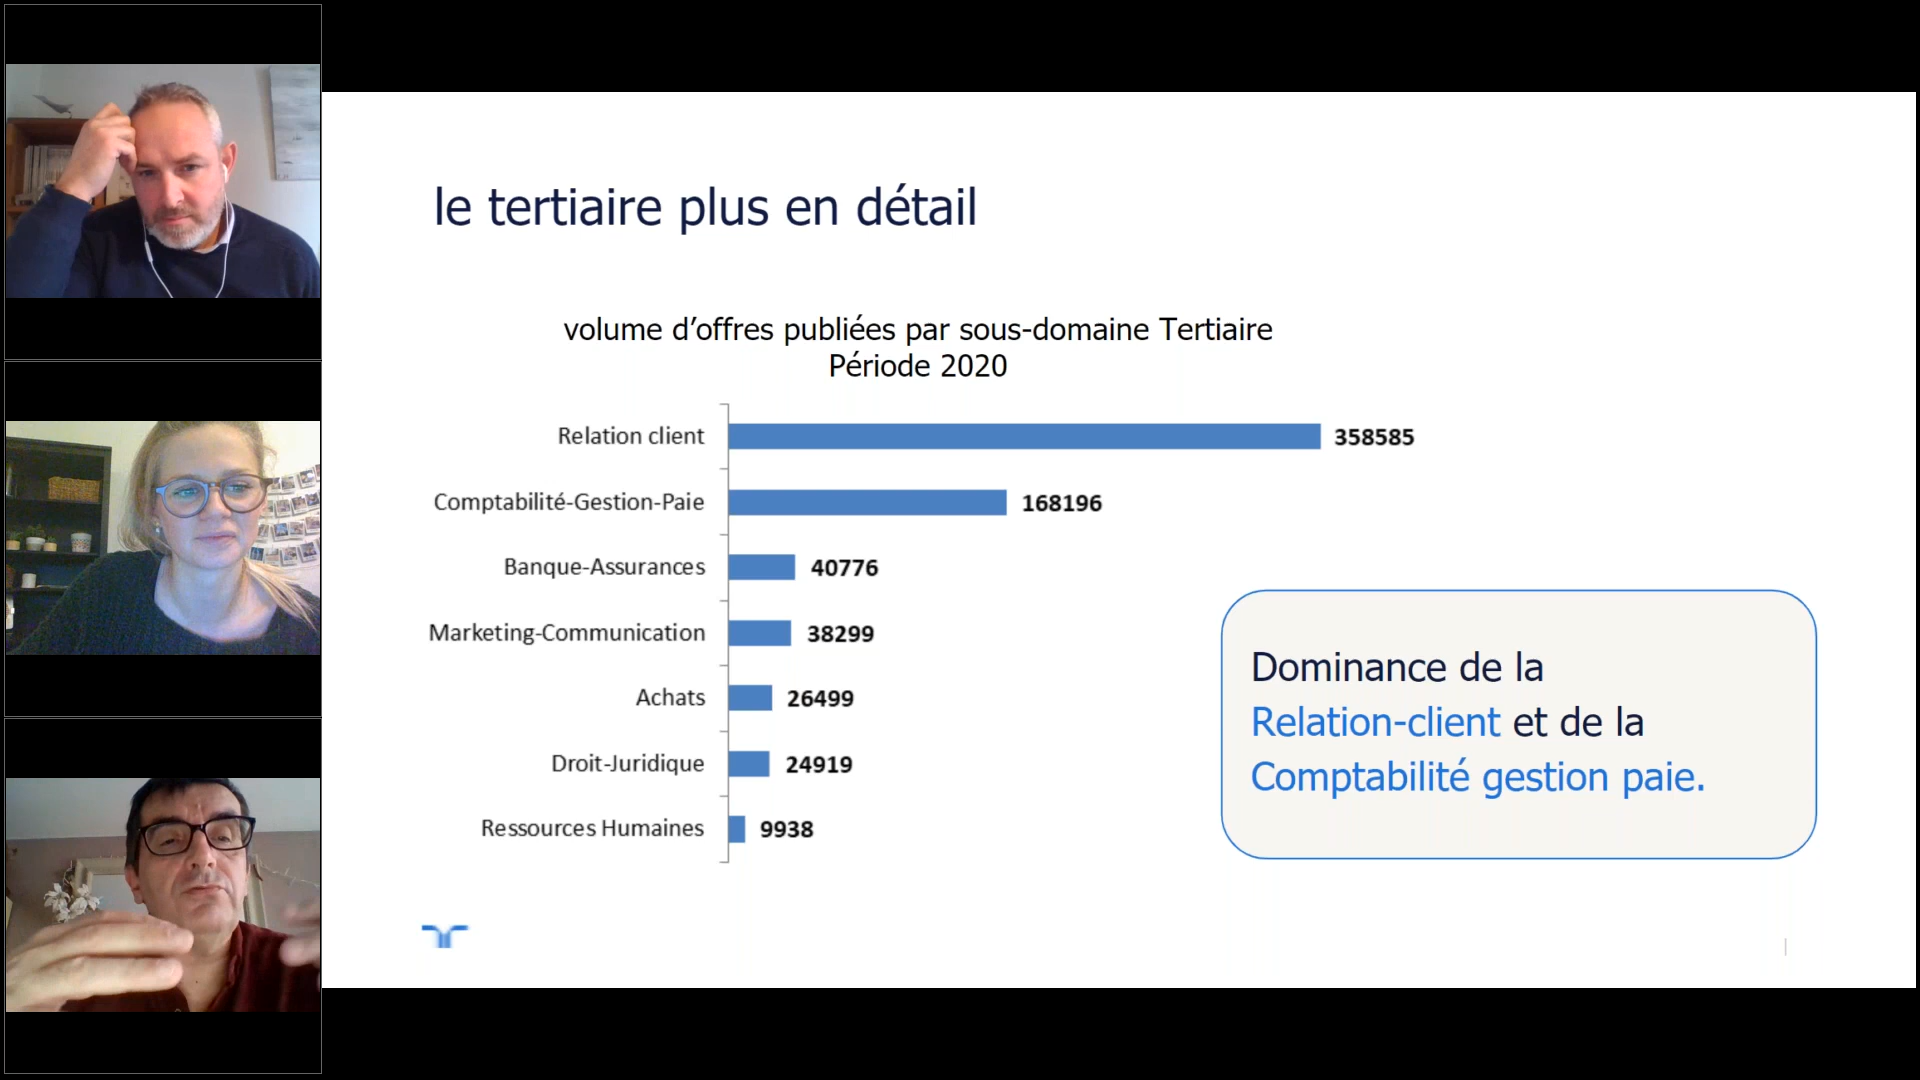 le tertiaire plus en détail
volume d’offres publiées par sous-domaine Tertiaire
Période 2020
Relation client 358585
Comptabilité-Gestion-Paie 168196
Banque-Assurances 40776
Marketing-Communication 38299
Achats 26499
Droit-Juridique 24919
Ressources Humaines 9938
Dominance de la
Relation-client et de la
Comptabilité gestion paie.